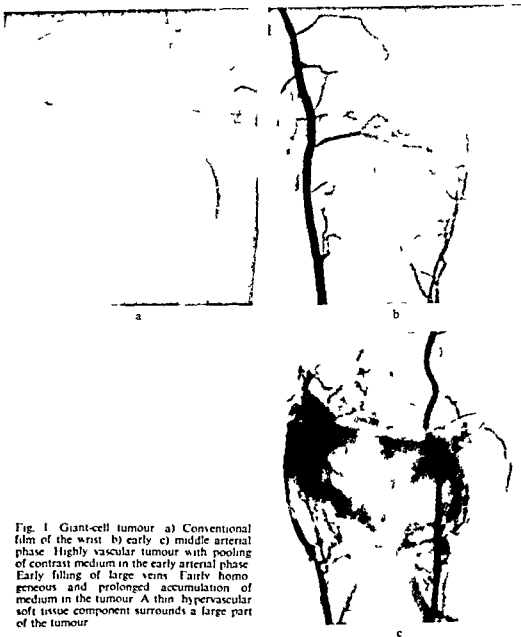 a
b
c
Fig. 1 Giant-cell tumour a) Conventional
film of the wrist b) early c) middle arterial
phase Highly vascular tumour with pooling
of contrast medium in the early arterial phase
Early filling of large veins Fairly homo
geneous and prolonged accumulation of
medium in the tumour A thin hypervascular
soft tissue component surrounds a large part
of the tumour